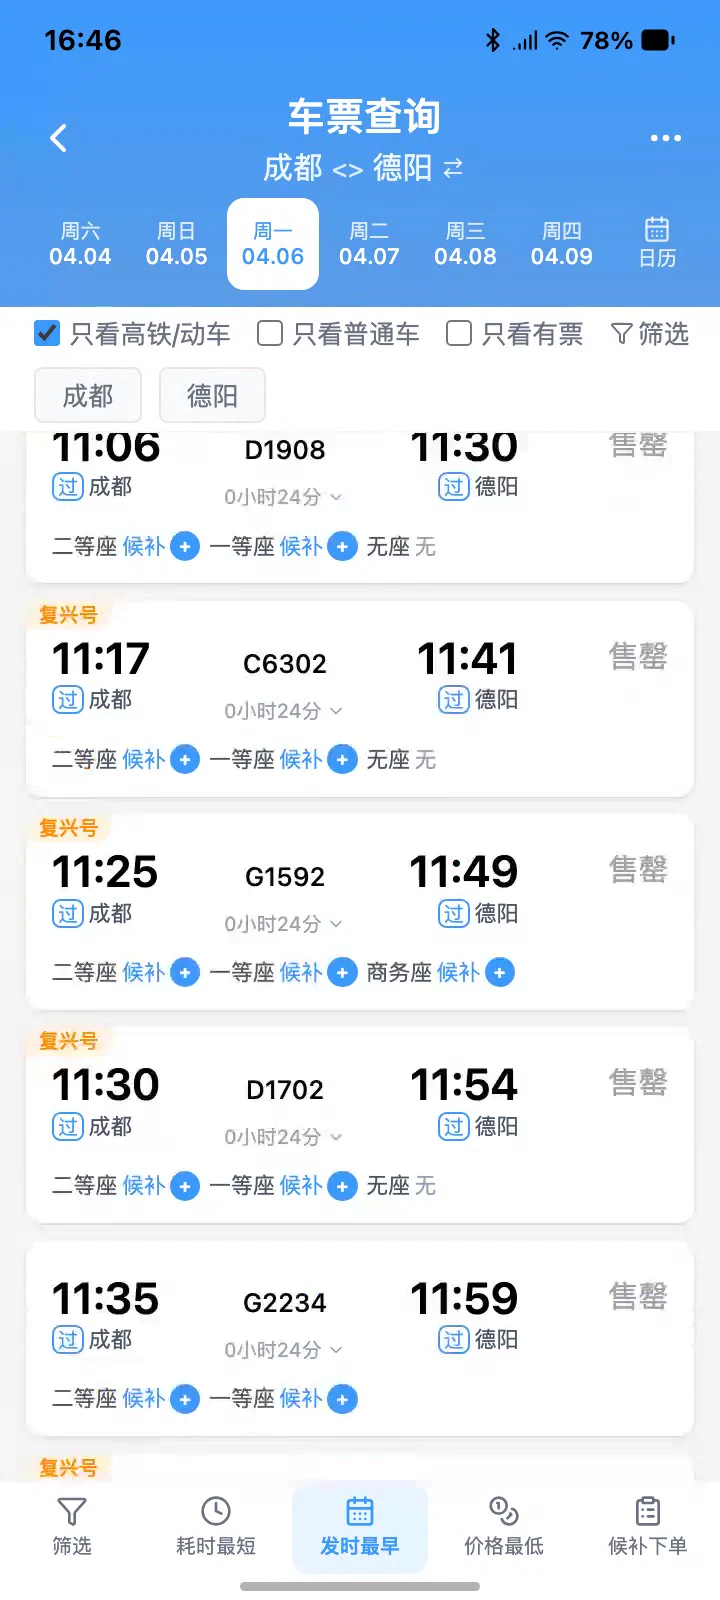 16:46 78%
车票查询
成都 <> 德阳
周六 周日 周一 周二 周三 周四
04.04 04.05 04.06 04.07 04.08 04.09 日历
只看高铁/动车 只看普通车 只看有票 筛选
成都 德阳
11:06 D1908 11:30 售罄
过 成都 0小时24分 过 德阳
二等座 候补 一等座 候补 无座 无
复兴号
11:17 C6302 11:41 售罄
过 成都 0小时24分 过 德阳
二等座 候补 一等座 候补 无座 无
复兴号
11:25 G1592 11:49 售罄
过 成都 0小时24分 过 德阳
二等座 候补 一等座 候补 商务座 候补
复兴号
11:30 D1702 11:54 售罄
过 成都 0小时24分 过 德阳
二等座 候补 一等座 候补 无座 无
11:35 G2234 11:59 售罄
过 成都 0小时24分 过 德阳
二等座 候补 一等座 候补
复兴号
筛选 耗时最短 发时最早 价格最低 候补下单